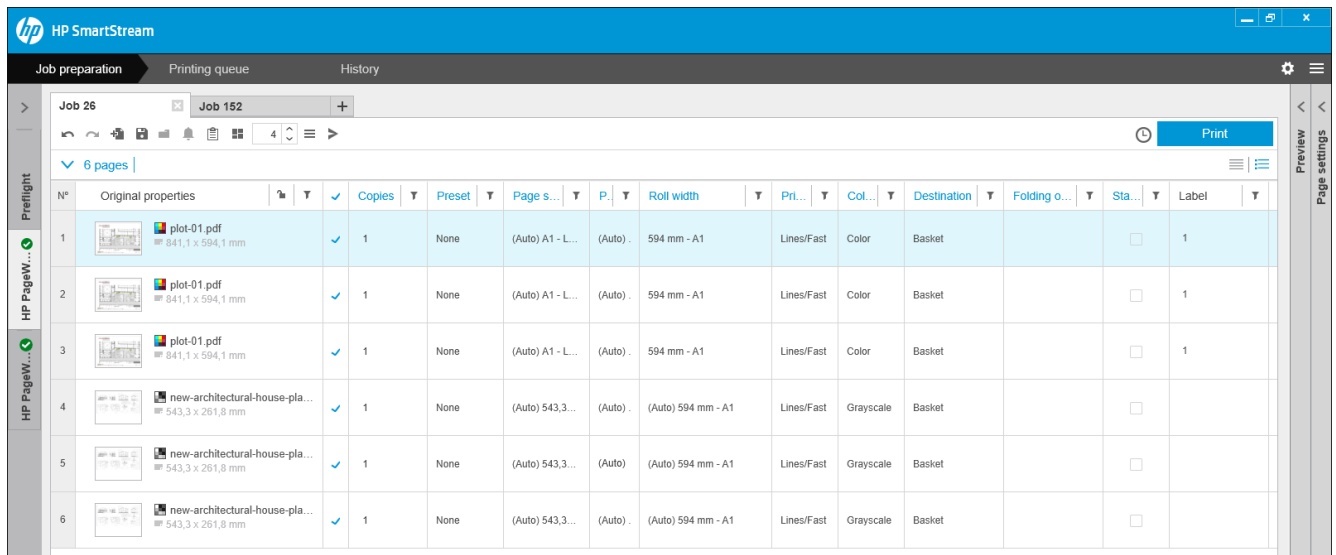 hp HP SmartStream
Job preparation Printing queue History
Job 26 Job 152 +
4 Print
6 pages
Nº Original properties Copies Preset Page s... P. Roll width Pri... Col... Destination Folding o... Sta... Label
1 plot-01.pdf 1 None (Auto) A1 - L... (Auto) . 594 mm - A1 Lines/Fast Color Basket 1
841,1 x 594,1 mm
2 plot-01.pdf 1 None (Auto) A1 - L... (Auto) . 594 mm - A1 Lines/Fast Color Basket 1
841,1 x 594,1 mm
3 plot-01.pdf 1 None (Auto) A1 - L... (Auto) . 594 mm - A1 Lines/Fast Color Basket 1
841,1 x 594,1 mm
4 new-architectural-house-pla... 1 None (Auto) 543,3... (Auto) . (Auto) 594 mm - A1 Lines/Fast Grayscale Basket
543,3 x 261,8 mm
5 new-architectural-house-pla... 1 None (Auto) 543,3... (Auto) (Auto) 594 mm - A1 Lines/Fast Grayscale Basket
543,3 x 261,8 mm
6 new-architectural-house-pla... 1 None (Auto) 543,3... (Auto) . (Auto) 594 mm - A1 Lines/Fast Grayscale Basket
543,3 x 261,8 mm
Preflight
HP PageW...
HP PageW...
Preview
Page settings